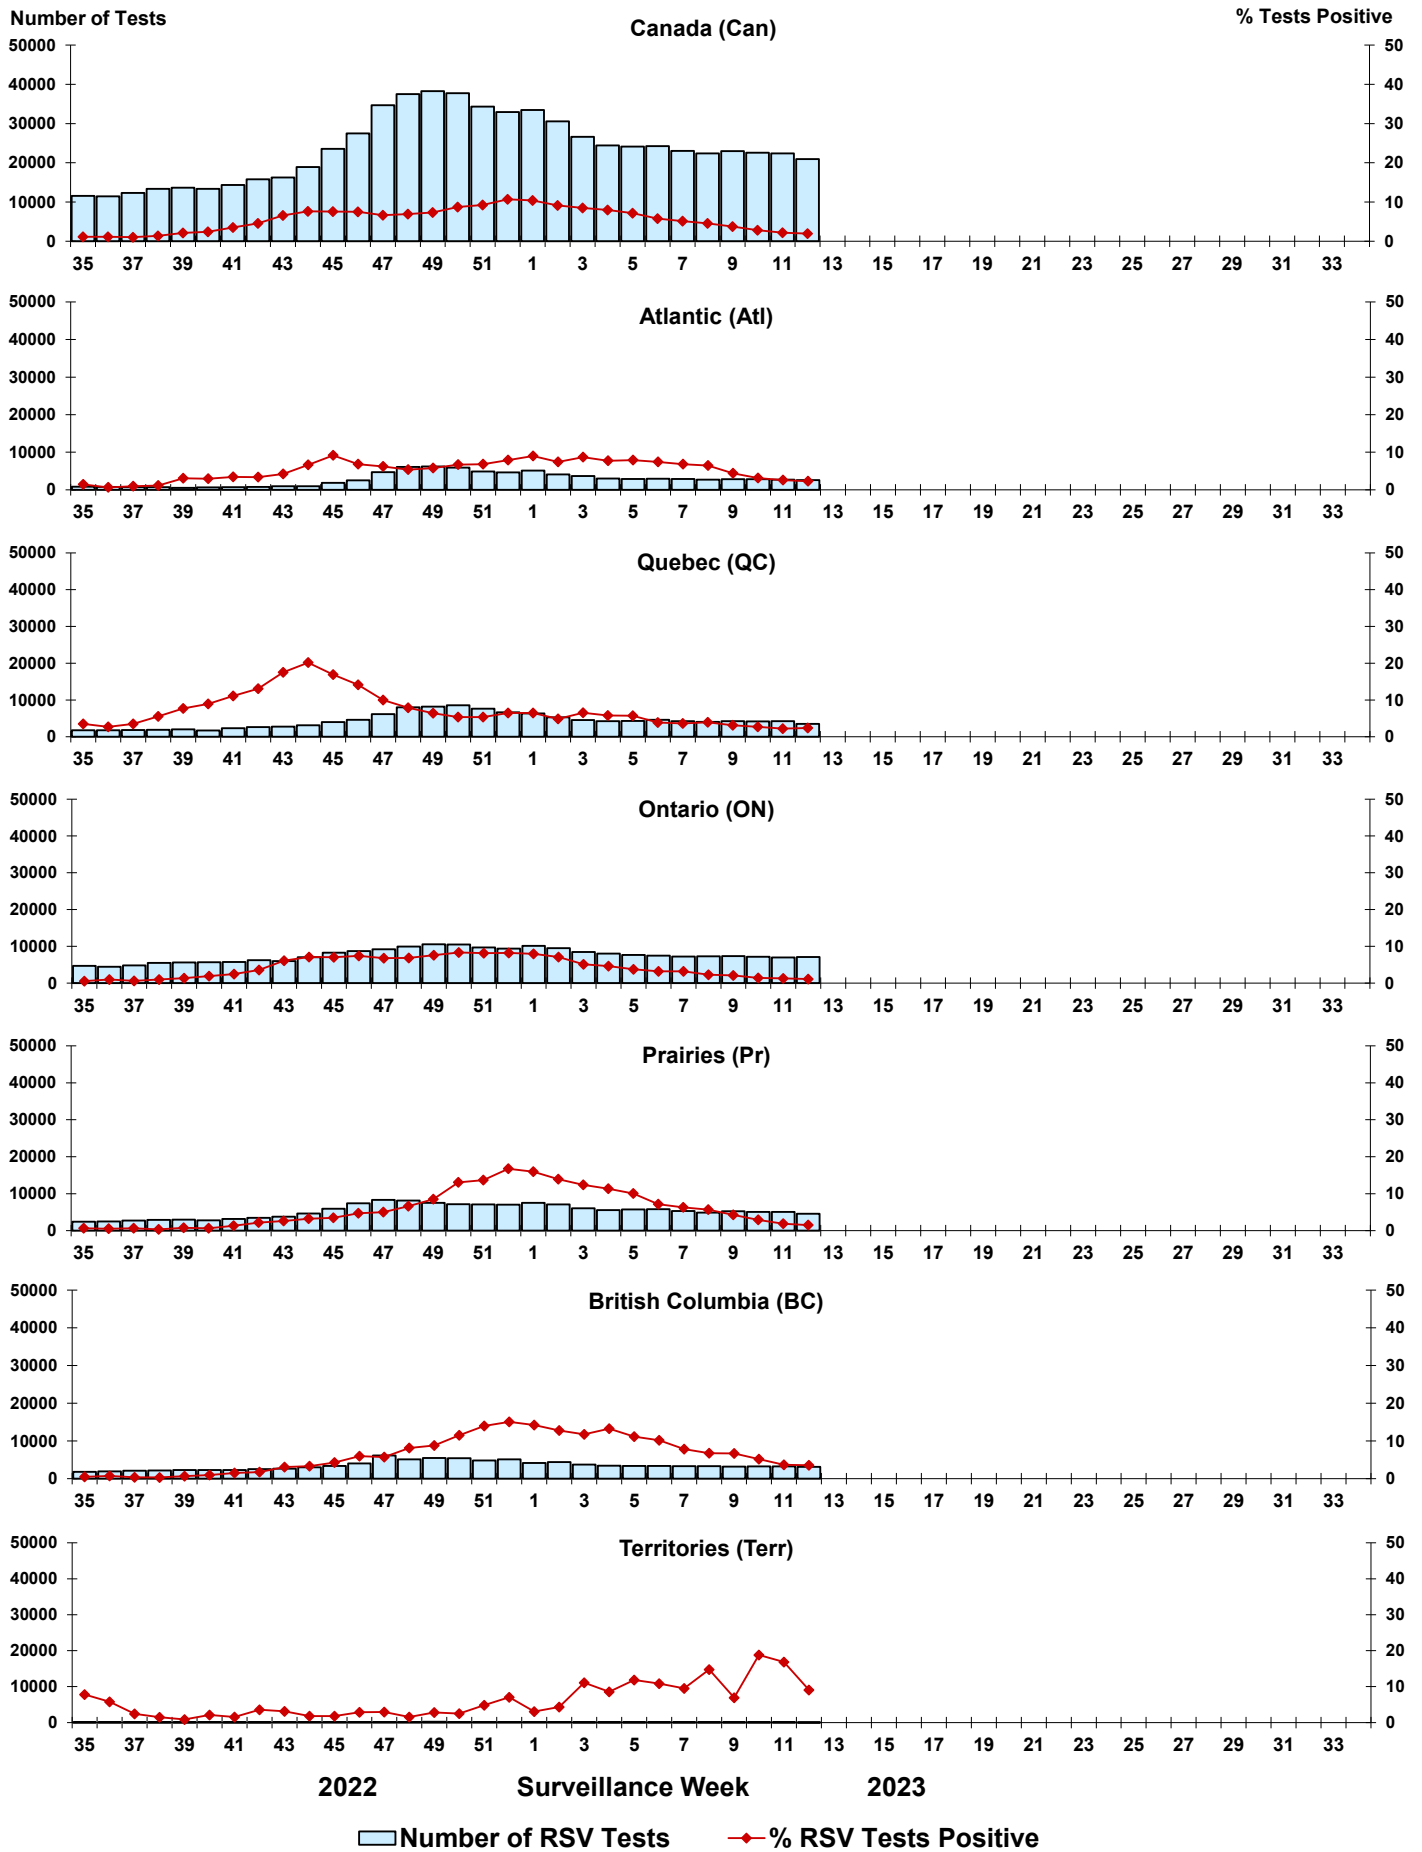 Number of Tests % Tests Positive
Canada (Can)
50000 50
40000 40
30000 30
20000 20
10000 10
0 0
35 37 39 41 43 45 47 49 51 1 3 5 7 9 11 13 15 17 19 21 23 25 27 29 31 33
Atlantic (Atl)
50000 50
40000 40
30000 30
20000 20
10000 10
0 0
35 37 39 41 43 45 47 49 51 1 3 5 7 9 11 13 15 17 19 21 23 25 27 29 31 33
Quebec (QC)
50000 50
40000 40
30000 30
20000 20
10000 10
0 0
35 37 39 41 43 45 47 49 51 1 3 5 7 9 11 13 15 17 19 21 23 25 27 29 31 33
Ontario (ON)
50000 50
40000 40
30000 30
20000 20
10000 10
0 0
35 37 39 41 43 45 47 49 51 1 3 5 7 9 11 13 15 17 19 21 23 25 27 29 31 33
Prairies (Pr)
50000 50
40000 40
30000 30
20000 20
10000 10
0 0
35 37 39 41 43 45 47 49 51 1 3 5 7 9 11 13 15 17 19 21 23 25 27 29 31 33
British Columbia (BC)
50000 50
40000 40
30000 30
20000 20
10000 10
0 0
35 37 39 41 43 45 47 49 51 1 3 5 7 9 11 13 15 17 19 21 23 25 27 29 31 33
Territories (Terr)
50000 50
40000 40
30000 30
20000 20
10000 10
0 0
35 37 39 41 43 45 47 49 51 1 3 5 7 9 11 13 15 17 19 21 23 25 27 29 31 33
2022 Surveillance Week 2023
Number of RSV Tests % RSV Tests Positive